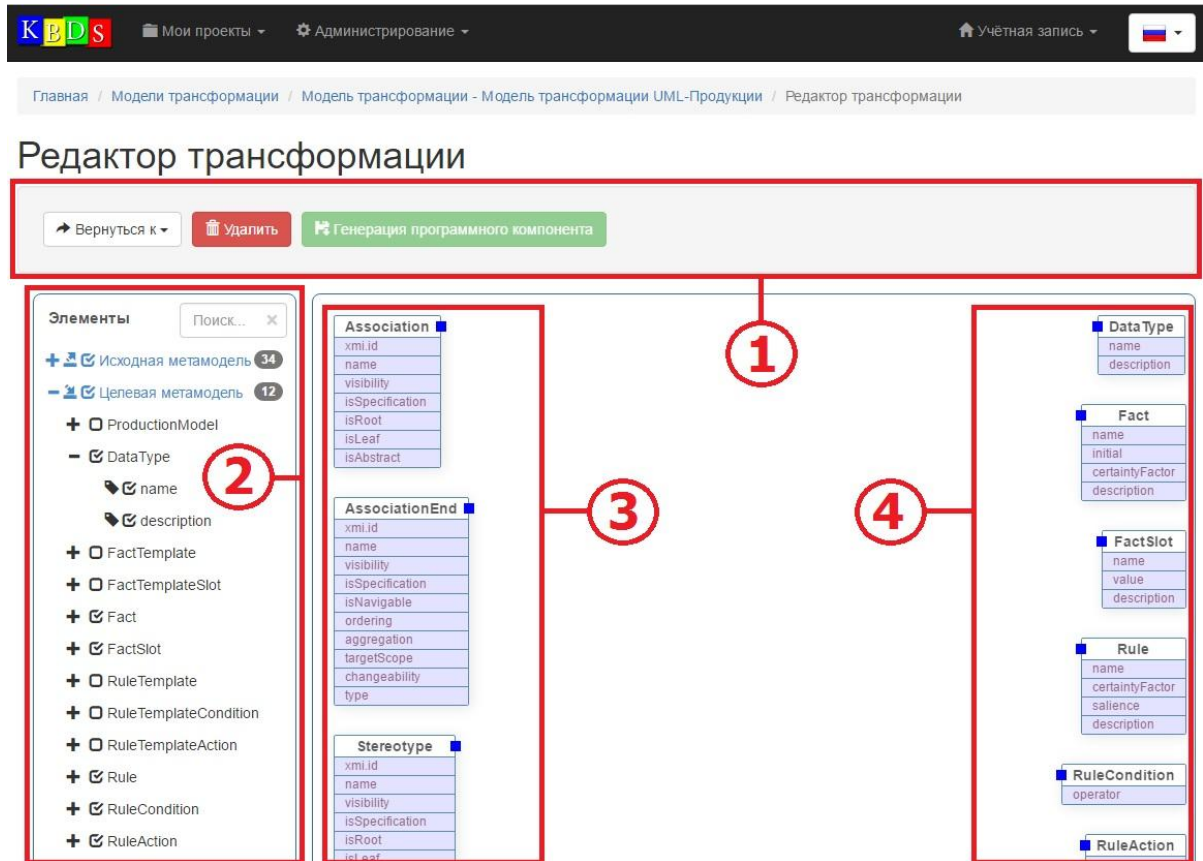 KBDS Мои проекты Администрирование Учётная запись
Главная / Модели трансформации / Модель трансформации - Модель трансформации UML-Продукции / Редактор трансформации
Редактор трансформации
Вернуться к Удалить Генерация программного компонента
1
Элементы Поиск...
Исходная метамодель 34
Целевая метамодель 12
ProductionModel
DataType
name
description
FactTemplate
FactTemplateSlot
Fact
FactSlot
RuleTemplate
RuleTemplateCondition
RuleTemplateAction
Rule
RuleCondition
RuleAction
2
Association
xmi.id
name
visibility
isSpecification
isRoot
isLeaf
isAbstract
AssociationEnd
xmi.id
name
visibility
isSpecification
isNavigable
ordering
aggregation
targetScope
changeability
type
Stereotype
xmi.id
name
visibility
isSpecification
isRoot
isLeaf
3
4
DataType
name
description
Fact
name
initial
certaintyFactor
description
FactSlot
name
value
description
Rule
name
certaintyFactor
salience
description
RuleCondition
operator
RuleAction